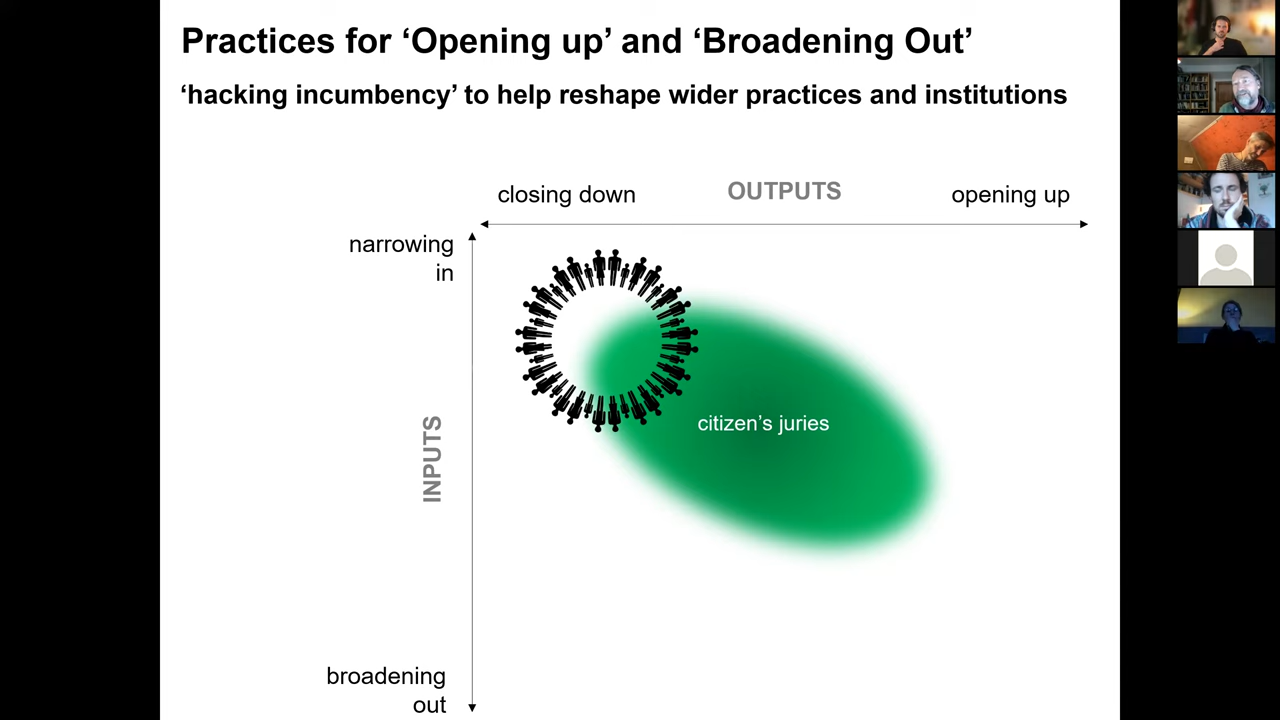 Practices for ‘Opening up’ and ‘Broadening Out’
‘hacking incumbency’ to help reshape wider practices and institutions
closing down
OUTPUTS
opening up
narrowing
in
citizen’s juries
INPUTS
broadening
out